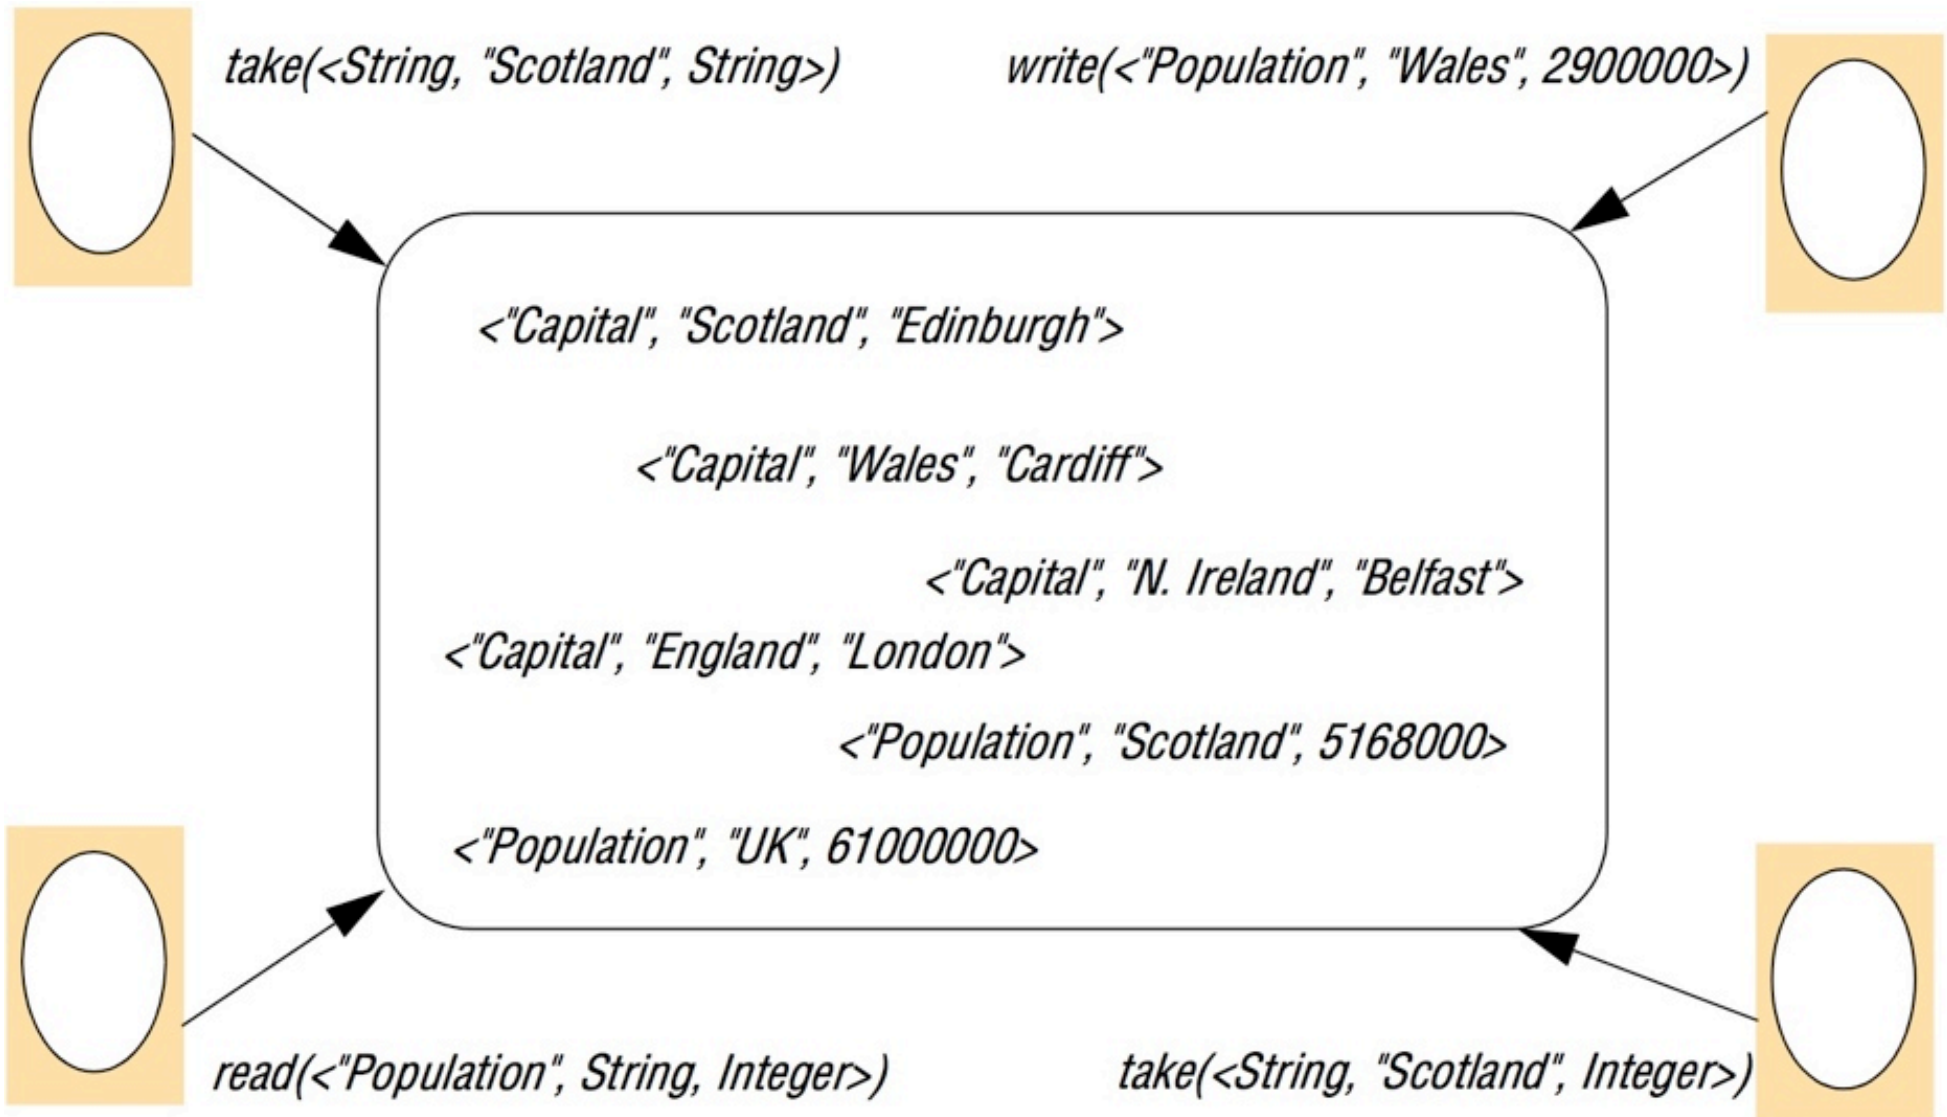 take(<String, "Scotland", String>)
write(<"Population", "Wales", 2900000>)
<"Capital", "Scotland", "Edinburgh">
<"Capital", "Wales", "Cardiff">
<"Capital", "N. Ireland", "Belfast">
<"Capital", "England", "London">
<"Population", "Scotland", 5168000>
<"Population", "UK", 61000000>
read(<"Population", String, Integer>)
take(<String, "Scotland", Integer>)